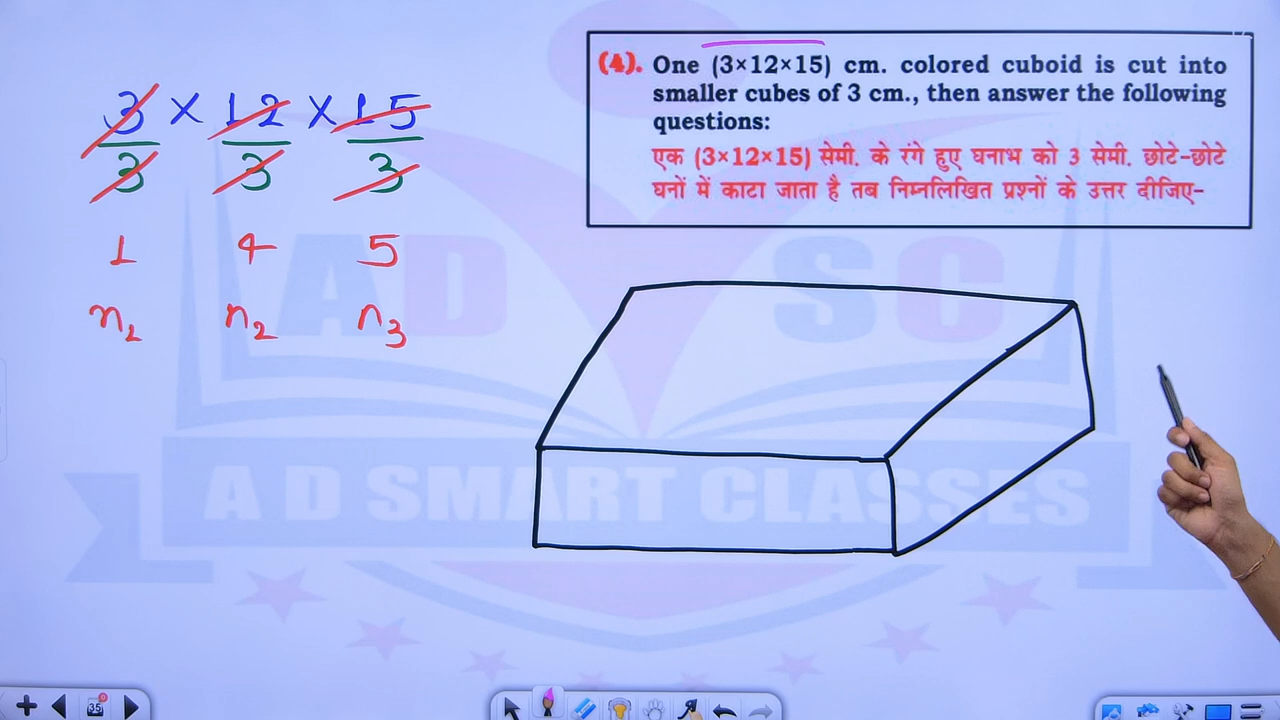 3 × 12 × 15
3 3 3
1 4 5
n2 n2 n3
(4). One (3×12×15) cm. colored cuboid is cut into
smaller cubes of 3 cm., then answer the following
questions:
एक (3×12×15) सेमी. के रंगे हुए घनाभ को 3 सेमी. छोटे-छोटे
घनों में काटा जाता है तब निम्नलिखित प्रश्नों के उत्तर दीजिए-
AD SC
A D SMART CLASSES
35